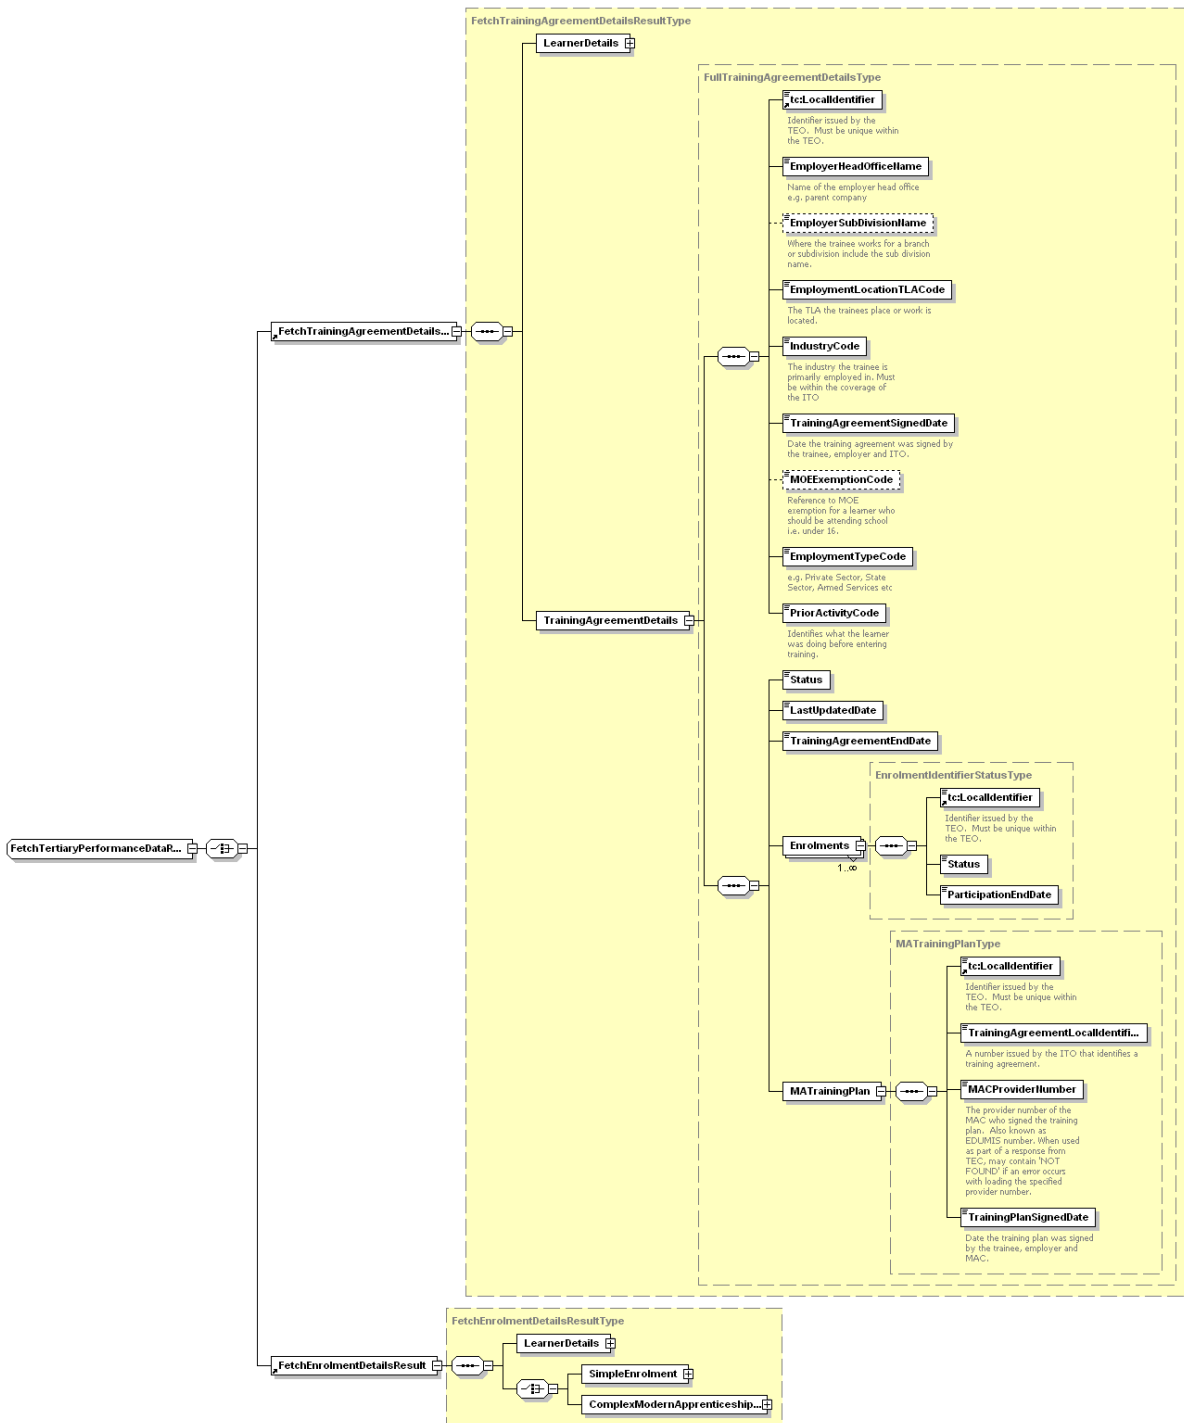 FetchTrainingAgreementDetailsResultType
LearnerDetails
FullTrainingAgreementDetailsType
tc:LocalIdentifier
Identifier issued by the
TEO. Must be unique within
the TEO.
EmployerHeadOfficeName
Name of the employer head office
e.g. parent company
EmployerSubDivisionName
Where the trainee works for a branch
or subdivision include the sub division
name.
EmploymentLocationTLACode
The TLA the trainees place or work is
located.
FetchTrainingAgreementDetails...
IndustryCode
The industry the trainee is
primarily employed in. Must
be within the coverage of
the ITO
TrainingAgreementSignedDate
Date the training agreement was signed by
the trainee, employer and ITO.
MOEExemptionCode
Reference to MOE
exemption for a learner who
should be attending school
i.e. under 16.
EmploymentTypeCode
e.g. Private Sector, State
Sector, Armed Services etc
TrainingAgreementDetails
PriorActivityCode
Identifies what the learner
was doing before entering
training.
Status
LastUpdatedDate
TrainingAgreementEndDate
EnrolmentIdentifierStatusType
tc:LocalIdentifier
Identifier issued by the
TEO. Must be unique within
the TEO.
FetchTertiaryPerformanceDataR...
Enrolments
1..∞
Status
ParticipationEndDate
MATrainingPlanType
tc:LocalIdentifier
Identifier issued by the
TEO. Must be unique within
the TEO.
TrainingAgreementLocalIdentifi...
A number issued by the ITO that identifies a
training agreement.
MATrainingPlan
MACProviderNumber
The provider number of the
MAC who signed the training
plan. Also known as
EDUMIS number. When used
as part of a response from
TEC, may contain 'NOT
FOUND' if an error occurs
with loading the specified
provider number.
TrainingPlanSignedDate
Date the training plan was signed
by the trainee, employer and
MAC.
FetchEnrolmentDetailsResultType
LearnerDetails
FetchEnrolmentDetailsResult
SimpleEnrolment
ComplexModernApprenticeship...